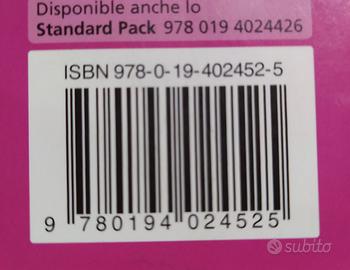 Disponible anche lo
Standard Pack 978 019 4024426
ISBN 978-0-19-402452-5
9 780194 024525
subito